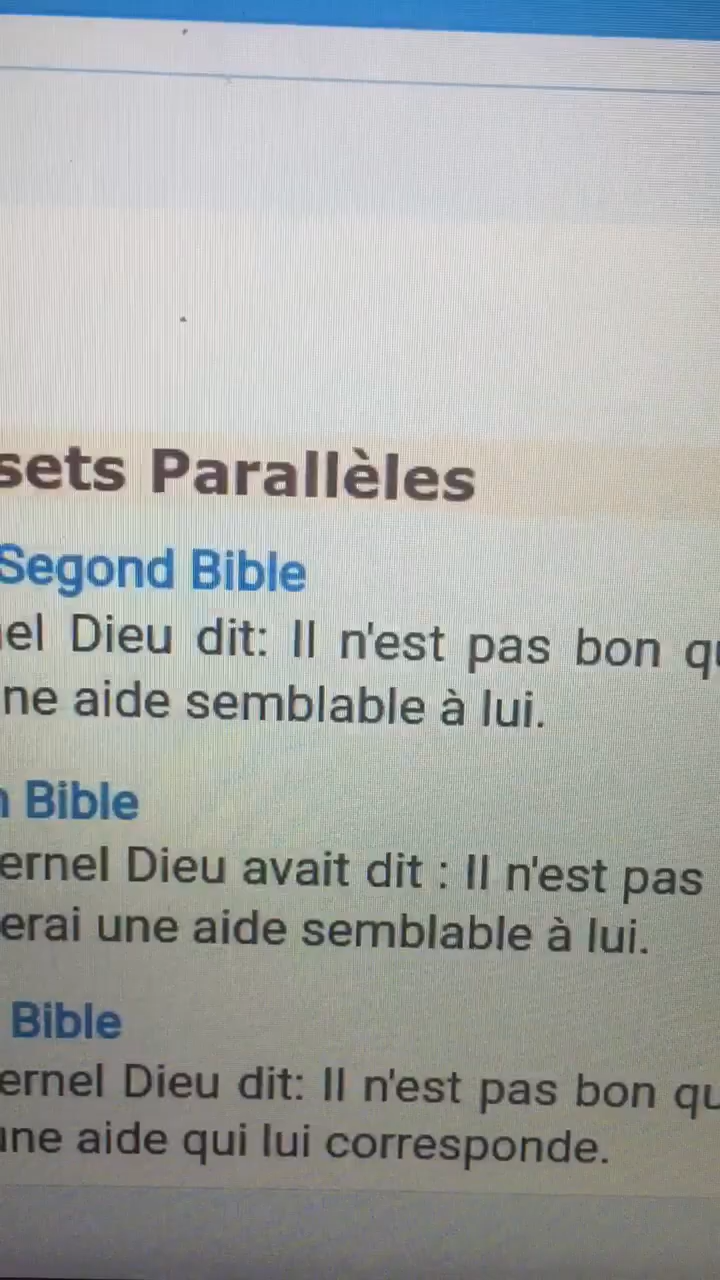 sets Parallèles
Segond Bible
el Dieu dit: Il n'est pas bon qu
ne aide semblable à lui.
Bible
ernel Dieu avait dit : Il n'est pas
erai une aide semblable à lui.
Bible
ernel Dieu dit: Il n'est pas bon qu
une aide qui lui corresponde.